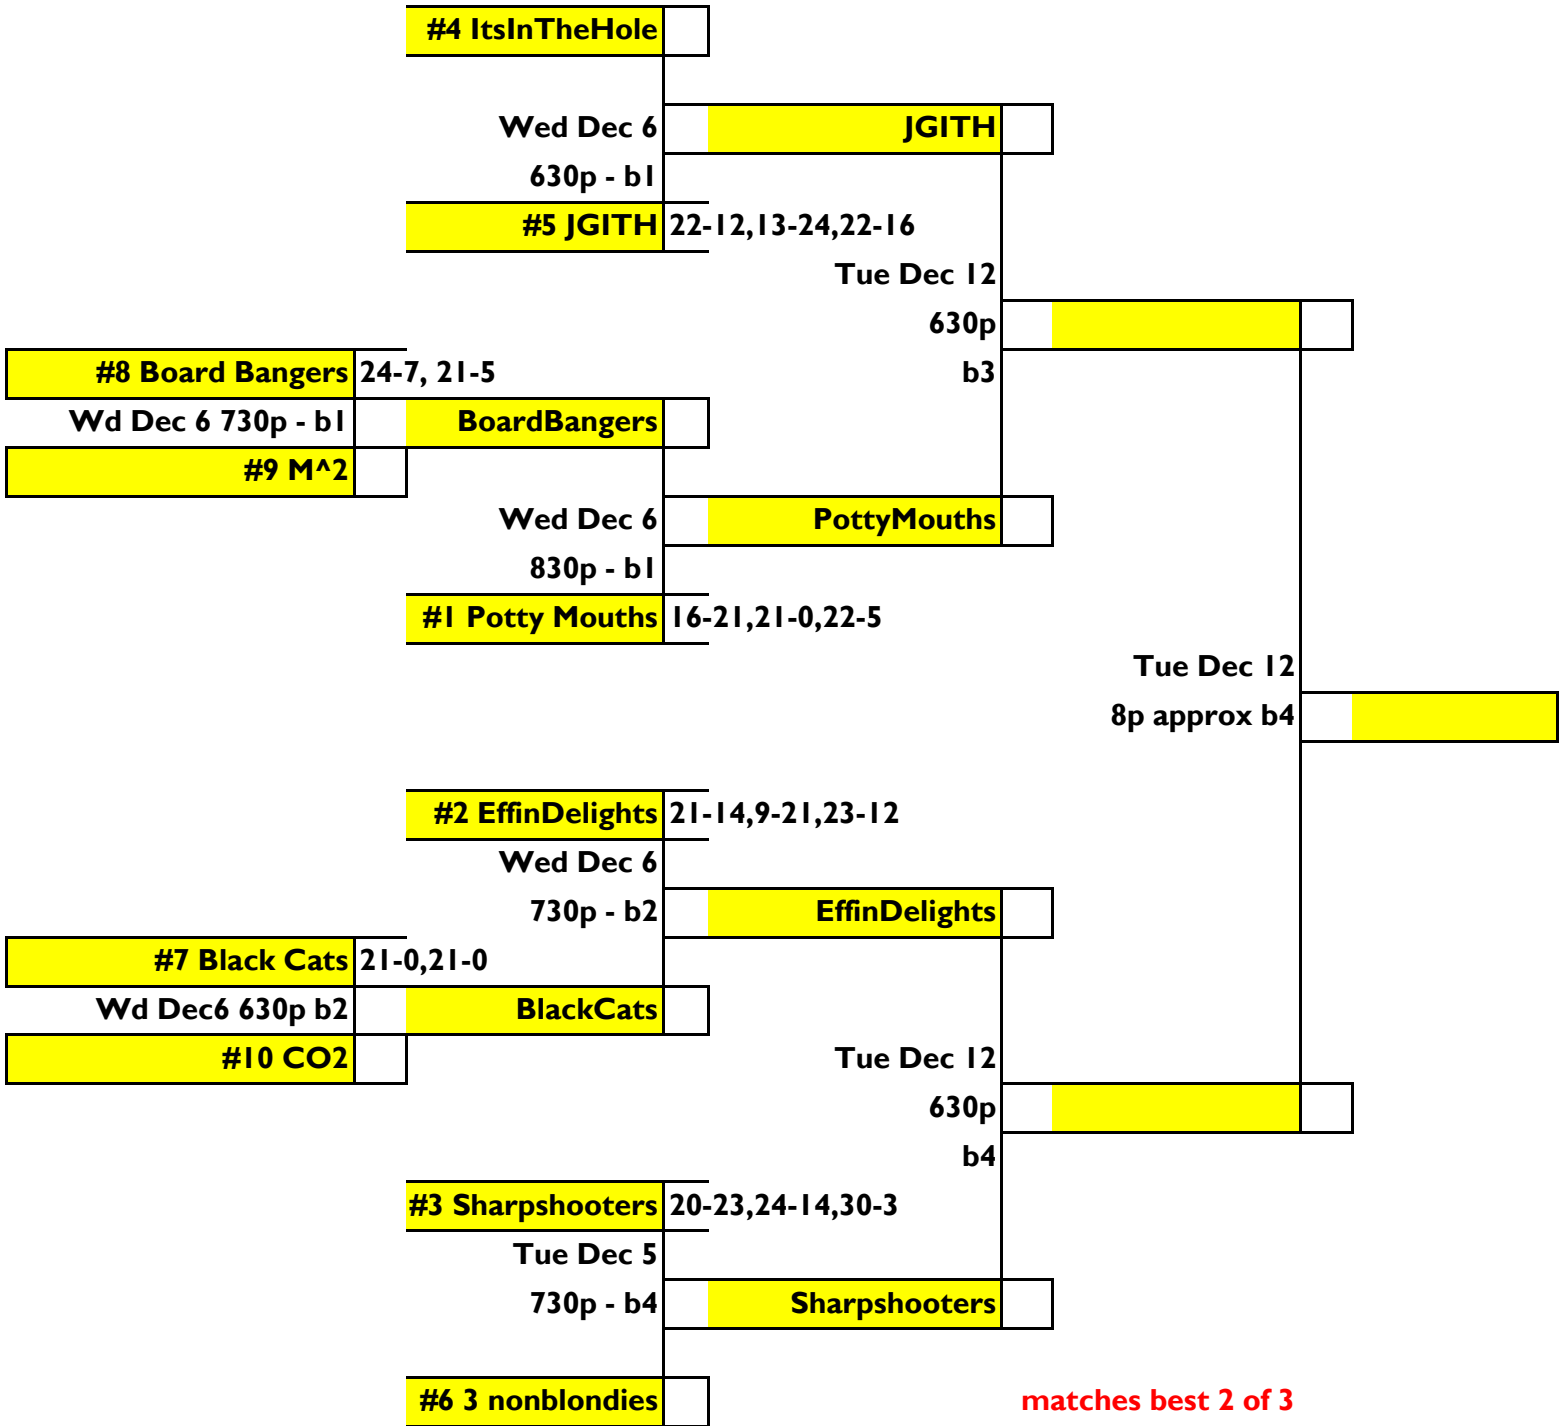 #4 ItsInTheHole
Wed Dec 6 JGITH
630p - b1
#5 JGITH 22-12,13-24,22-16
Tue Dec 12
630p
#8 Board Bangers 24-7, 21-5 b3
Wd Dec 6 730p - b1 BoardBangers
#9 M^2
Wed Dec 6 PottyMouths
830p - b1
#1 Potty Mouths 16-21,21-0,22-5
Tue Dec 12
8p approx b4
#2 EffinDelights 21-14,9-21,23-12
Wed Dec 6
730p - b2 EffinDelights
#7 Black Cats 21-0,21-0
Wd Dec6 630p b2 BlackCats
#10 CO2 Tue Dec 12
630p
b4
#3 Sharpshooters 20-23,24-14,30-3
Tue Dec 5
730p - b4 Sharpshooters
#6 3 nonblondies matches best 2 of 3